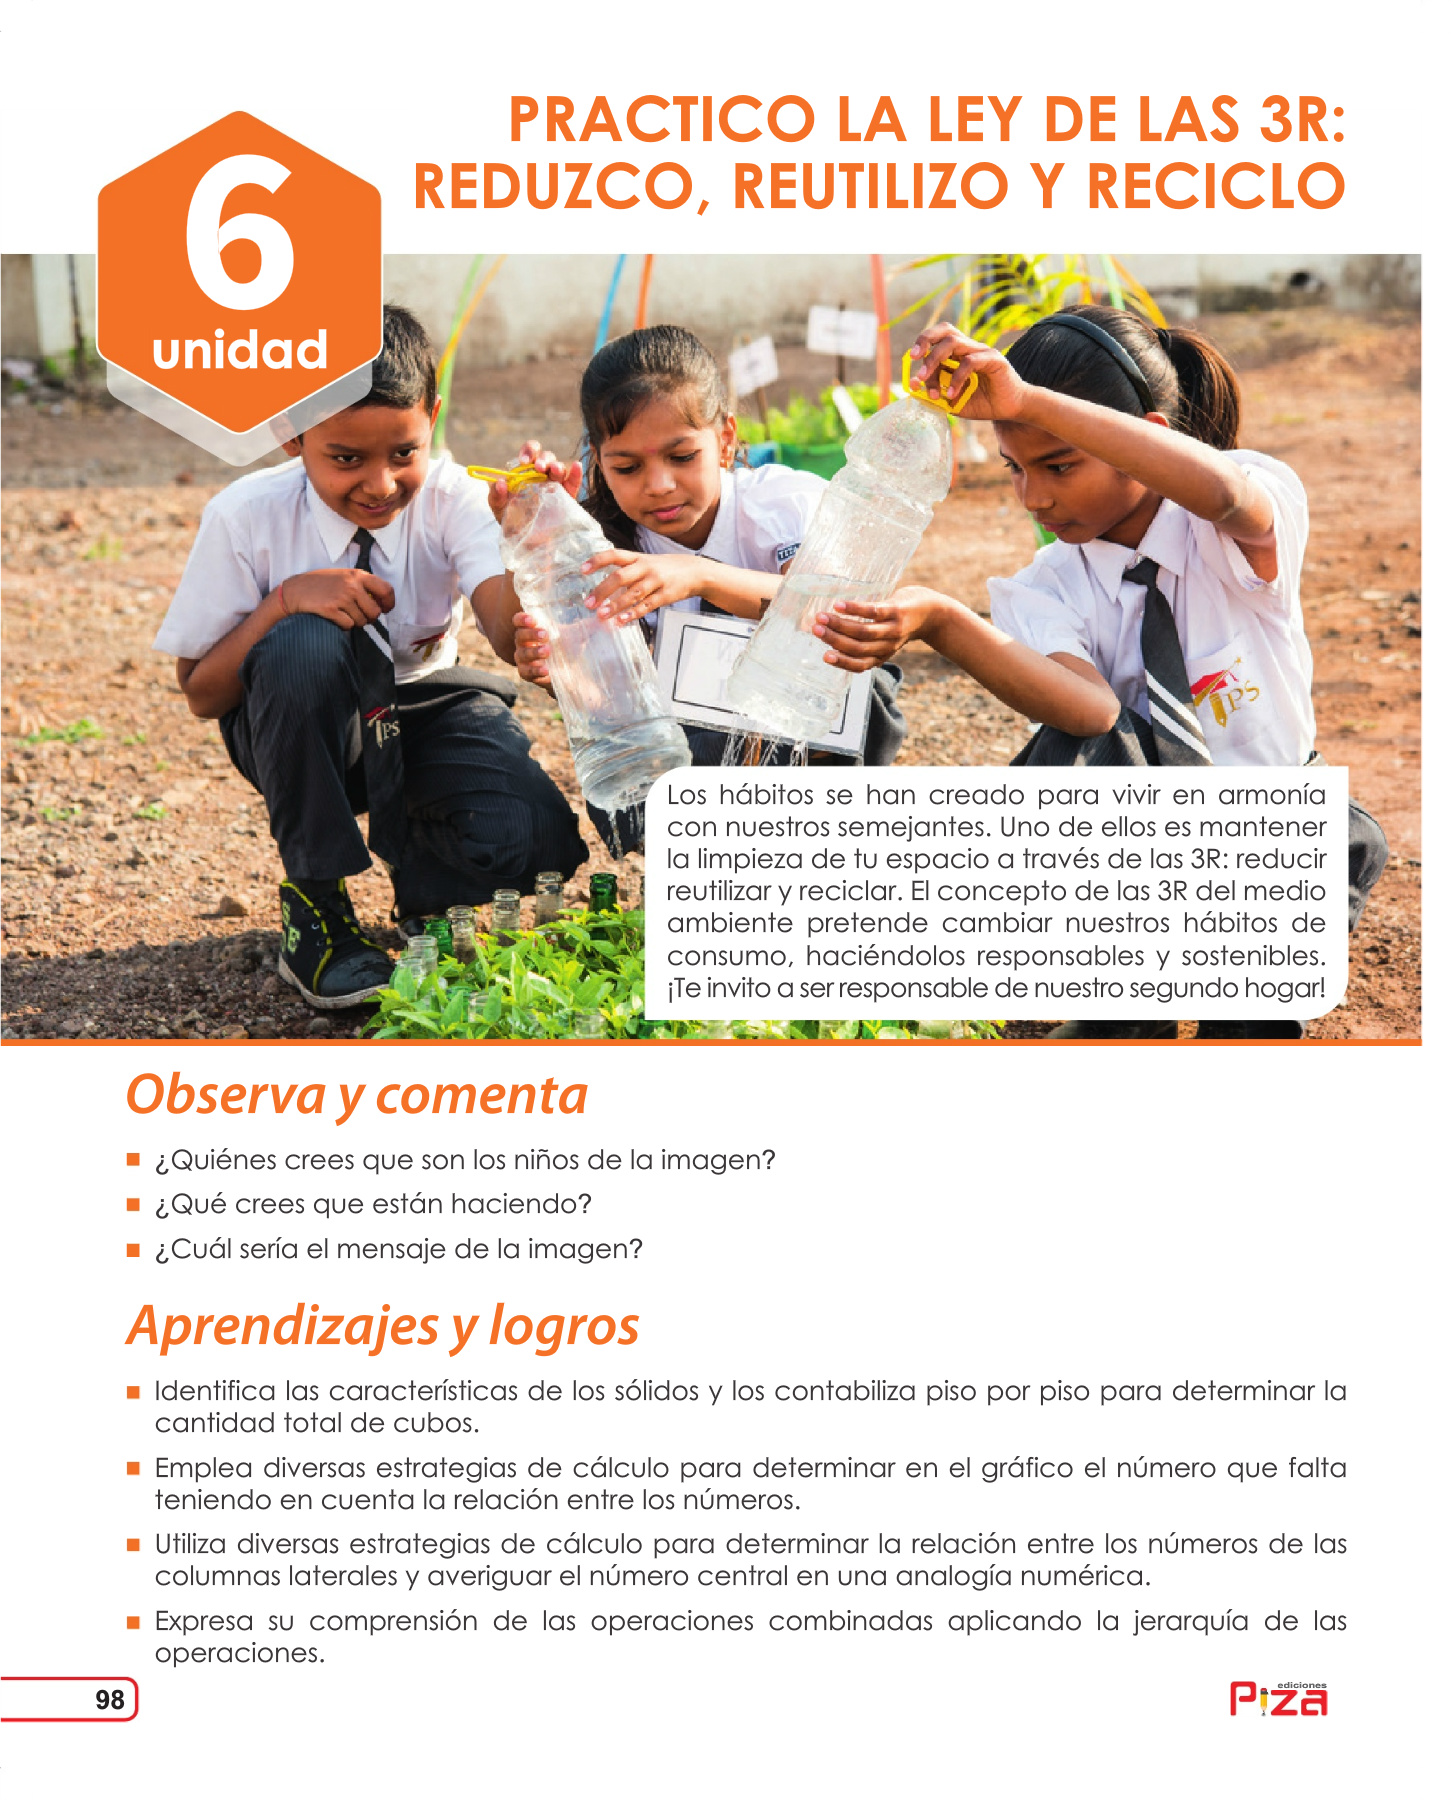 PRACTICO LA LEY DE LAS 3R:
REDUZCO, REUTILIZO Y RECICLO
6
unidad
TPS
TPS
Los hábitos se han creado para vivir en armonía
con nuestros semejantes. Uno de ellos es mantener
la limpieza de tu espacio a través de las 3R: reducir
reutilizar y reciclar. El concepto de las 3R del medio
ambiente pretende cambiar nuestros hábitos de
consumo, haciéndolos responsables y sostenibles.
¡Te invito a ser responsable de nuestro segundo hogar!
Observa y comenta
¿Quiénes crees que son los niños de la imagen?
¿Qué crees que están haciendo?
¿Cuál sería el mensaje de la imagen?
Aprendizajes y logros
Identifica las características de los sólidos y los contabiliza piso por piso para determinar la
cantidad total de cubos.
Emplea diversas estrategias de cálculo para determinar en el gráfico el número que falta
teniendo en cuenta la relación entre los números.
Utiliza diversas estrategias de cálculo para determinar la relación entre los números de las
columnas laterales y averiguar el número central en una analogía numérica.
Expresa su comprensión de las operaciones combinadas aplicando la jerarquía de las
operaciones.
98
ediciones
Piza